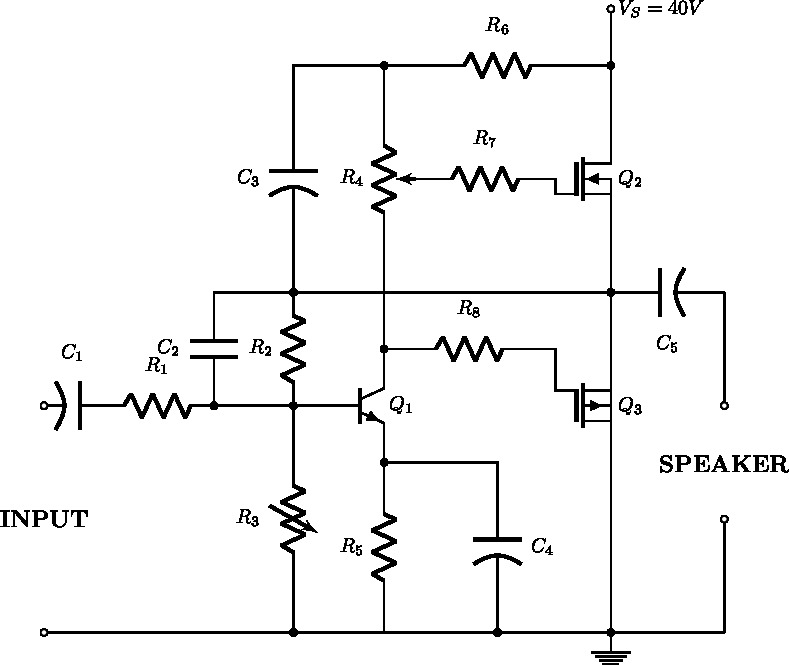 V_S = 40V
R_6
R_7
C_3
R_4
Q_2
R_8
C_1
C_2
R_2
R_1
C_5
Q_1
Q_3
SPEAKER
INPUT
R_3
R_5
C_4